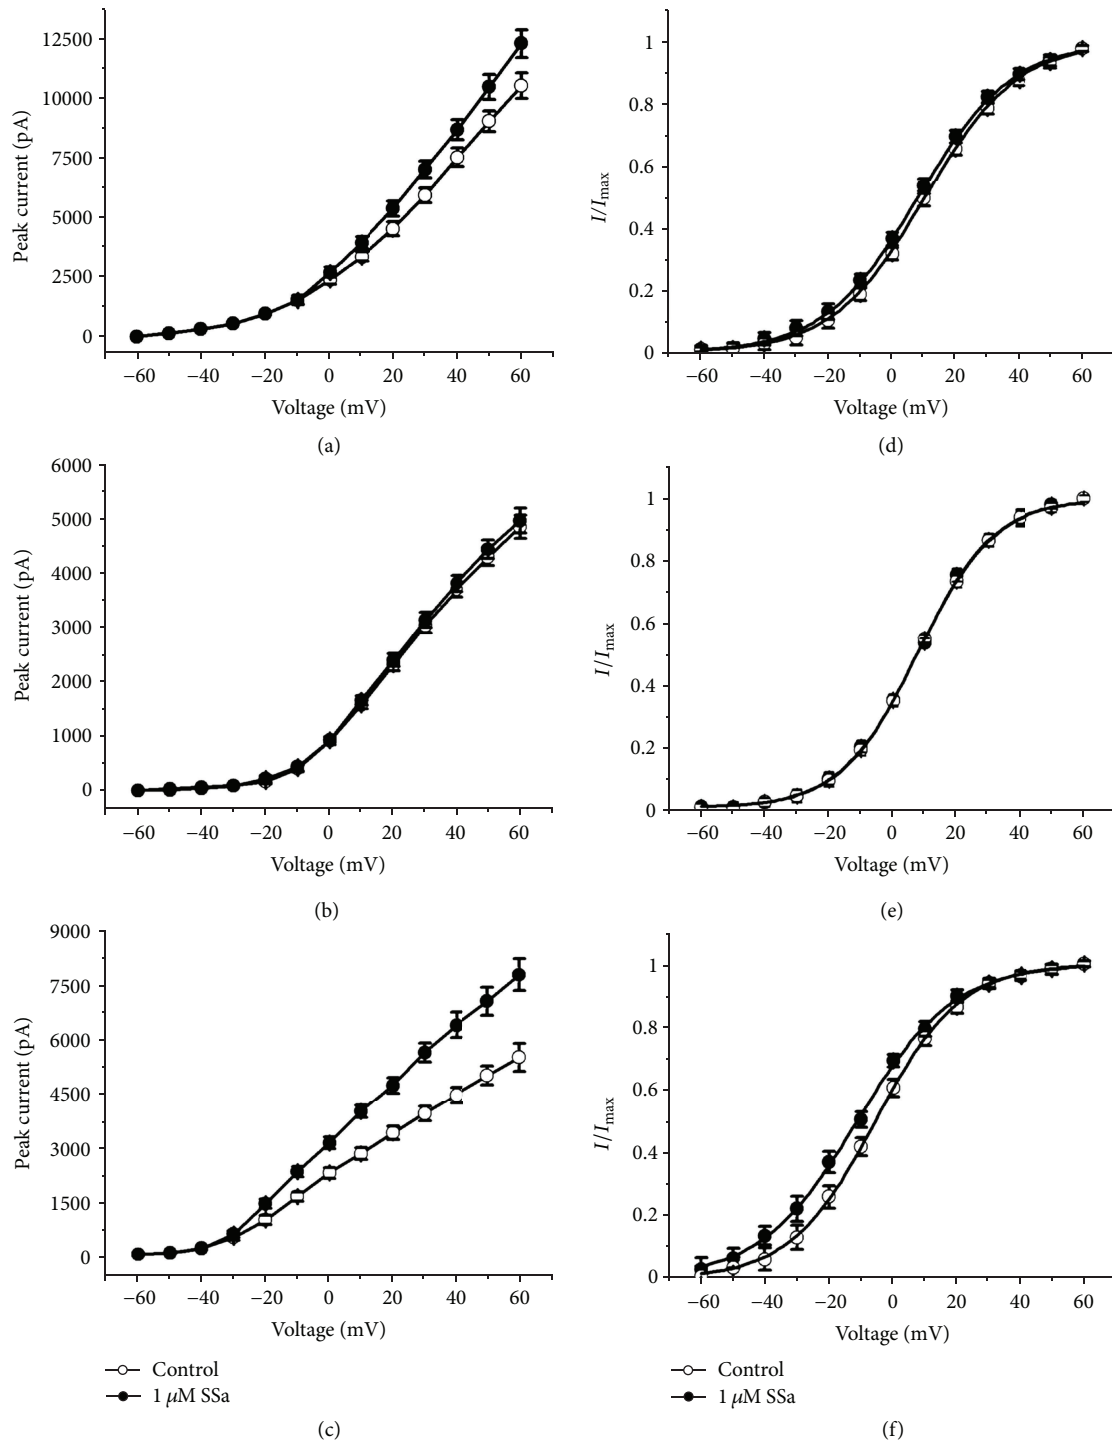 12500
10000
7500
5000
2500
0
Peak current (pA)
−60 −40 −20 0 20 40 60
Voltage (mV)
(a)
1
0.8
0.6
0.4
0.2
0
I/Imax
−60 −40 −20 0 20 40 60
Voltage (mV)
(d)
6000
5000
4000
3000
2000
1000
0
Peak current (pA)
−60 −40 −20 0 20 40 60
Voltage (mV)
(b)
1
0.8
0.6
0.4
0.2
0
I/Imax
−60 −40 −20 0 20 40 60
Voltage (mV)
(e)
9000
7500
6000
4500
3000
1500
0
Peak current (pA)
−60 −40 −20 0 20 40 60
Voltage (mV)
Control
1 μM SSa
(c)
1
0.8
0.6
0.4
0.2
0
I/Imax
−60 −40 −20 0 20 40 60
Voltage (mV)
Control
1 μM SSa
(f)